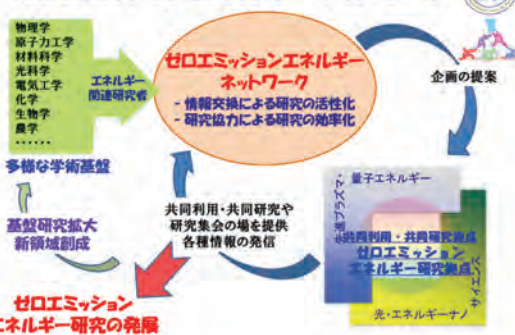 物理学
原子力工学
材料科学
光科学
電気工学
化学
生物学
農学
……
エネルギー
関連研究者
多様な学術基盤
ゼロエミッションエネルギー
ネットワーク
- 情報交換による研究の活性化
- 研究協力による研究の効率化
企画の提案
基盤研究拡大
新領域創成
共同利用・共同研究や
研究集会の場を提供
各種情報の発信
量子エネルギー
プラズマ・
共同利用・共同研究拠点
ゼロエミッション
エネルギー研究拠点
サイエンス
光・エネルギーナノ
ゼロエミッション
エネルギー研究の発展